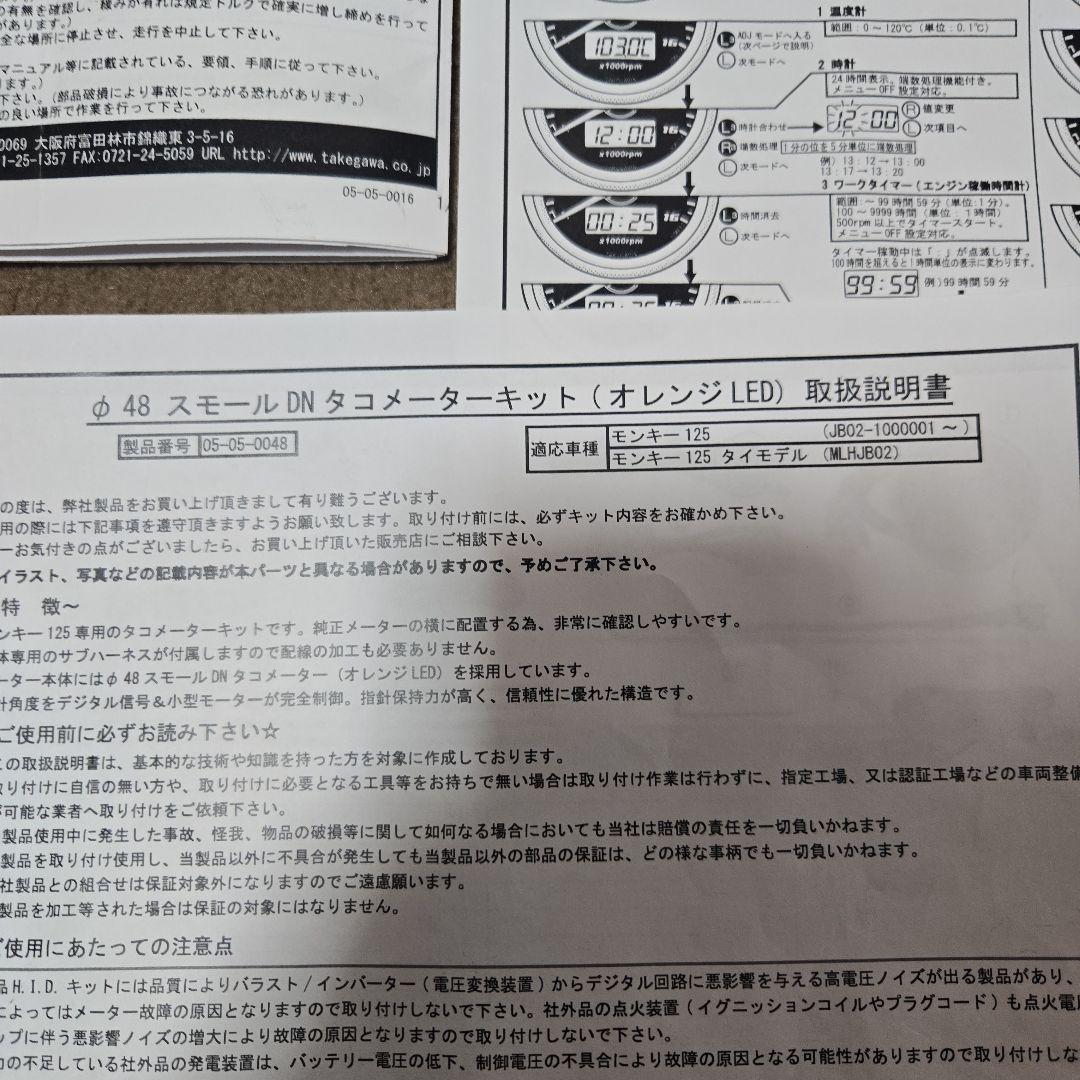 の有無を確認し、緩みが有れば規定トルクで確実に増し締めを行って
があります。)
全な場所に停止させ、走行を中止して下さい。
マニュアル等に記載されている、要領、手順に従って下さい。
ます。)
下さい。(部品破損により事故につながる恐れがあります。)
の良い場所で作業を行って下さい。
0069 大阪府富田林市錦織東 3-5-16
1-25-1357 FAX:0721-24-5059 URL http://www.takegawa.co.jp
05-05-0016
1 温度計
範囲:0～120℃ (単位:0.1℃)
103.0C
16
x1000rpm
ADJ モードへ入る
(次ページで説明)
L 次モードへ
2 時計
24 時間表示。端数処理機能付き。
メニュー OFF 設定対応。
12:00
16
x1000rpm
時計合わせ
12:00
R 値変更
L 次項目へ
端数処理 1分の位を5分単位に端数処理
L 次モードへ
例) 13:12→13:00
13:17→13:20
3 ワークタイマー (エンジン稼働時間計)
範囲:～99 時間 59 分 (単位:1 分)。
100～9999 時間 (単位:1 時間)
500rpm 以上でタイマースタート。
メニュー OFF 設定対応。
00:25
16
x1000rpm
時間消去
L 次モードへ
タイマー稼働中は「:」が点滅します。
100 時間を超えると 1 時間単位の表示に変わります。
99:59 例)99 時間 59 分
φ 48 スモール DN タコメーターキット (オレンジ LED) 取扱説明書
製品番号 05-05-0048
適応車種 モンキー 125 (JB02-1000001 ～ )
モンキー 125 タイモデル (MLHJB02)
の度は、弊社製品をお買い上げ頂きまして有り難うございます。
用の際には下記事項を遵守頂きますようお願い致します。取り付け前には、必ずキット内容をお確かめ下さい。
一お気付きの点がございましたら、お買い上げ頂いた販売店にご相談下さい。
イラスト、写真などの記載内容が本パーツと異なる場合がありますので、予めご了承下さい。
特 徴～
ンキー 125 専用のタコメーターキットです。純正メーターの横に配置する為、非常に確認しやすいです。
体専用のサブハーネスが付属しますので配線の加工も必要ありません。
ーター本体にはφ 48 スモール DN タコメーター (オレンジ LED) を採用しています。
針角度をデジタル信号＆小型モーターが完全制御。指針保持力が高く、信頼性に優れた構造です。
ご使用前に必ずお読み下さい☆
この取扱説明書は、基本的な技術や知識を持った方を対象に作成しております。
取り付けに自信の無い方や、取り付けに必要となる工具等をお持ちで無い場合は取り付け作業は行わずに、指定工場、又は認証工場などの車両整備
が可能な業者へ取り付けをご依頼下さい。
製品使用中に発生した事故、怪我、物品の破損等に関して如何なる場合においても当社は賠償の責任を一切負いかねます。
製品を取り付け使用し、当製品以外に不具合が発生しても当製品以外の部品の保証は、どの様な事柄でも一切負いかねます。
社製品との組合せは保証対象外になりますのでご遠慮願います。
製品を加工等された場合は保証の対象にはなりません。
ご使用にあたっての注意点
品 H.I.D. キットには品質によりバラスト / インバーター (電圧変換装置) からデジタル回路に悪影響を与える高電圧ノイズが出る製品があり、
によってはメーター故障の原因となりますので取り付けしないで下さい。社外品の点火装置 (イグニッションコイルやプラグコード) も点火電圧
ップに伴う悪影響ノイズの増大により故障の原因となりますので取り付けしないで下さい。
力の不足している社外品の発電装置は、バッテリー電圧の低下、制御電圧の不具合により故障の原因となる可能性がありますので取り付けしな